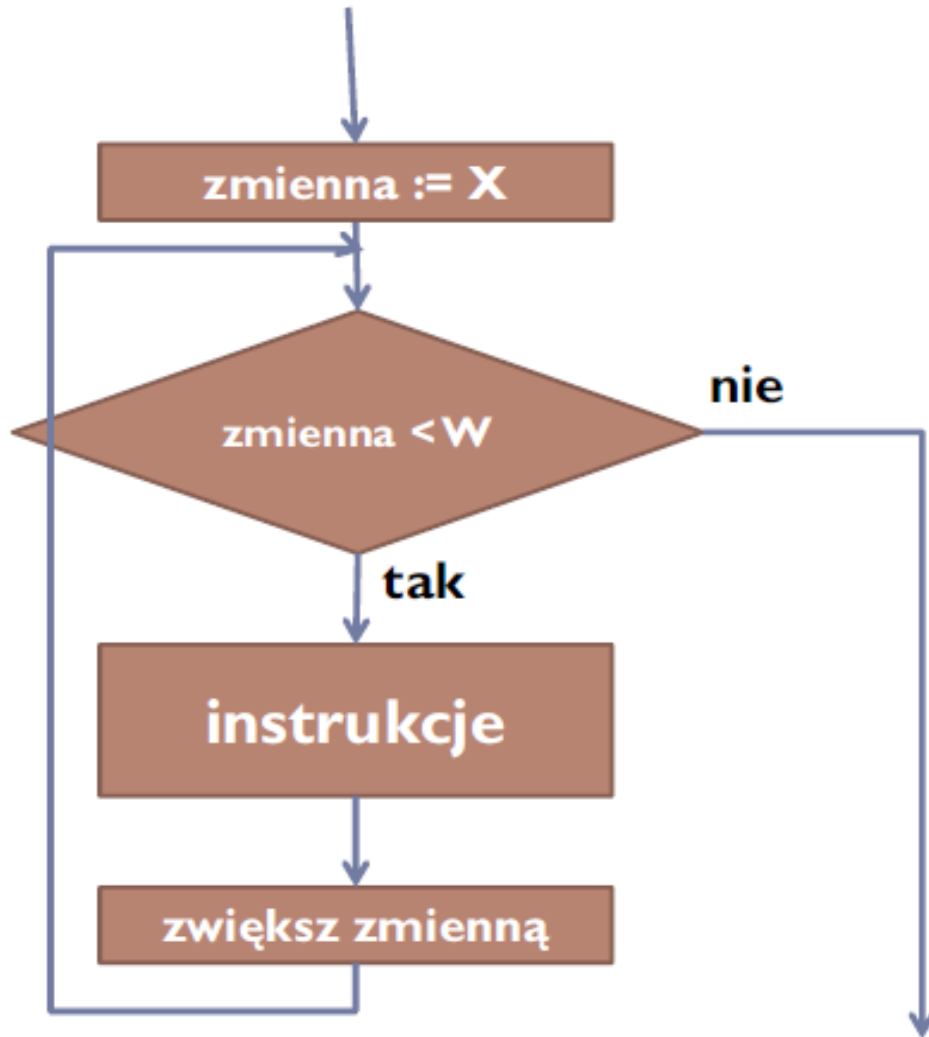 zmienna := X
zmienna < W
nie
tak
instrukcje
zwiększ zmienną